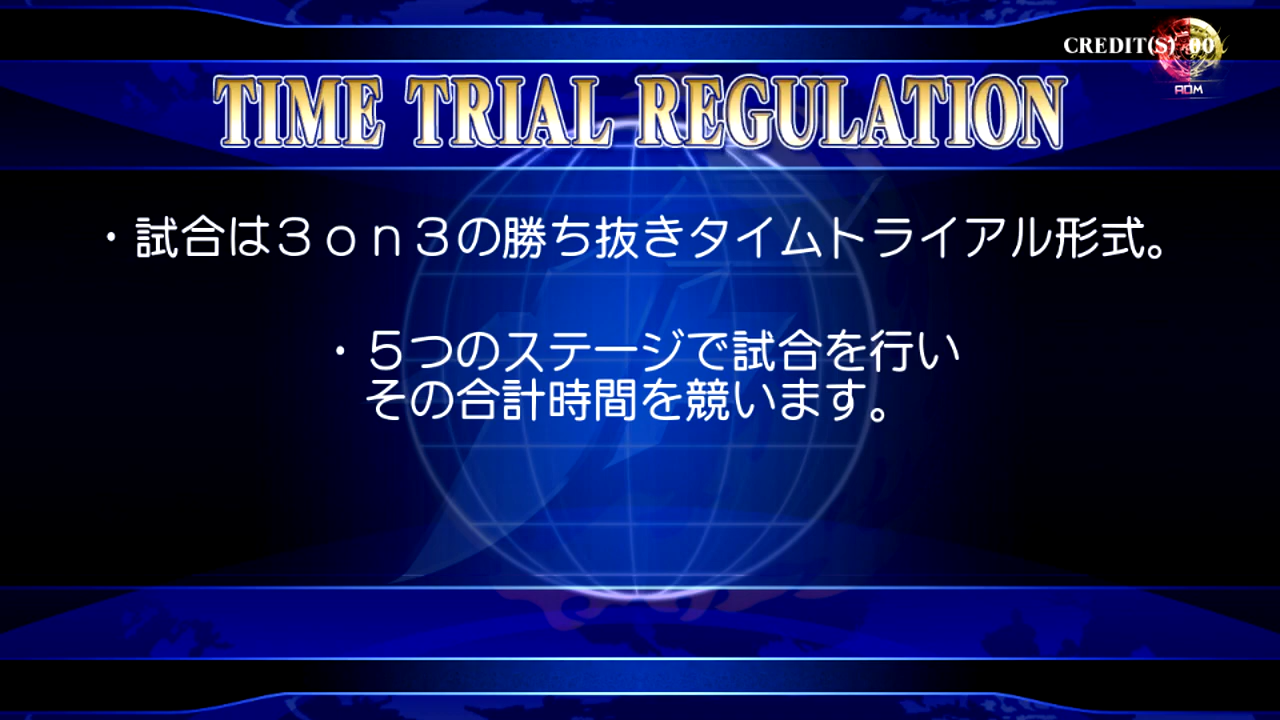 CREDIT(S) 00
AOM
TIME TRIAL REGULATION
・試合は３ｏｎ３の勝ち抜きタイムトライアル形式。
・５つのステージで試合を行い
その合計時間を競います。